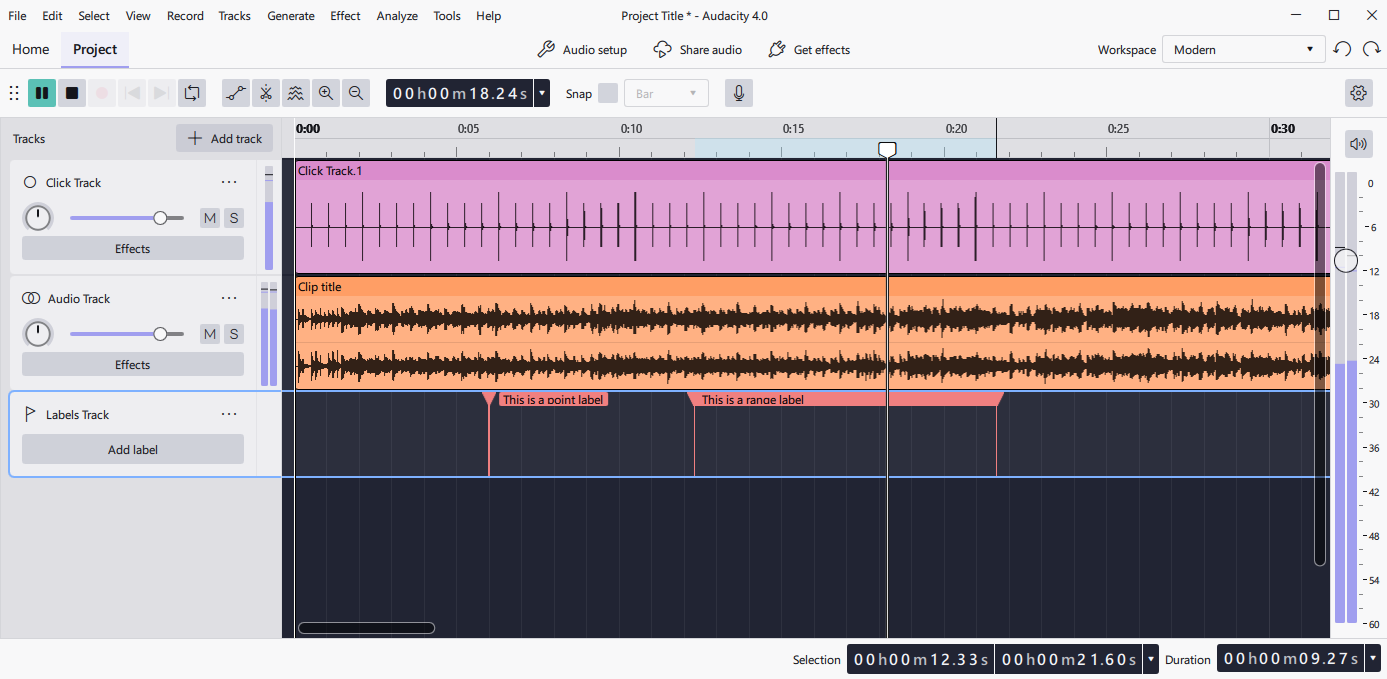 File Edit Select View Record Tracks Generate Effect Analyze Tools Help Project Title * - Audacity 4.0
Home Project Audio setup Share audio Get effects Workspace Modern
00h00m18.24s Snap Bar
Tracks Add track 0:00 0:05 0:10 0:15 0:20 0:25 0:30
Click Track.1
Click Track
M S
Effects
Clip title
Audio Track
M S
Effects
This is a point label This is a range label
Labels Track
Add label
0
-6
-12
-18
-24
-30
-36
-42
-48
-54
-60
Selection 00h00m12.33s 00h00m21.60s Duration 00h00m09.27s